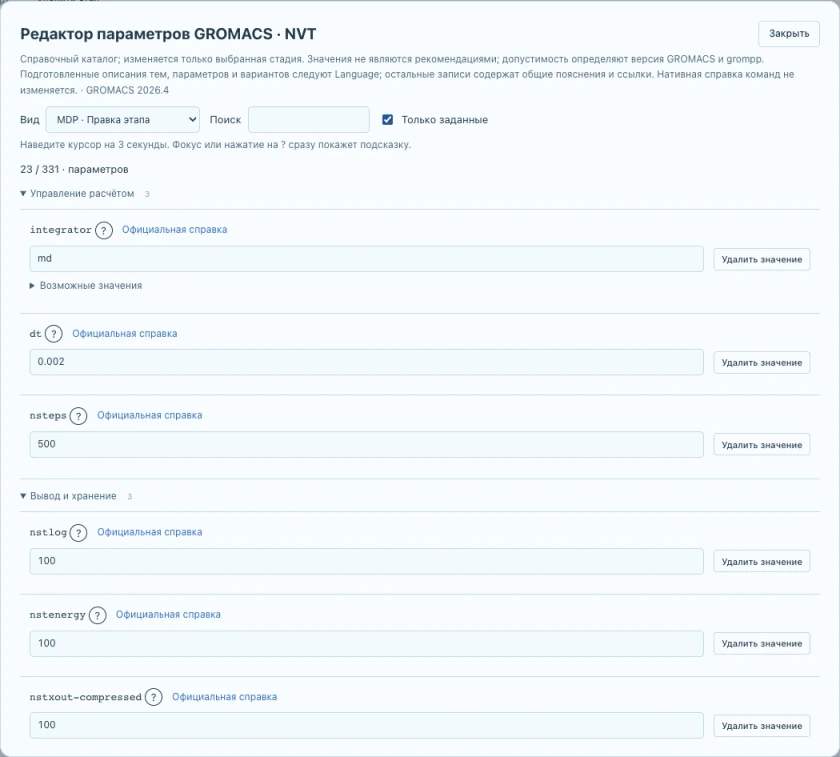 Редактор параметров GROMACS · NVT
Закрыть
Справочный каталог; изменяется только выбранная стадия. Значения не являются рекомендациями; допустимость определяют версия GROMACS и grompp.
Подготовленные описания тем, параметров и вариантов следуют Language; остальные записи содержат общие пояснения и ссылки. Нативная справка команд не
изменяется. · GROMACS 2026.4
Вид MDP · Правка этапа Поиск Только заданные
Наведите курсор на 3 секунды. Фокус или нажатие на ? сразу покажет подсказку.
23 / 331 · параметров
▼ Управление расчётом 3
integrator ? Официальная справка
md Удалить значение
▶ Возможные значения
dt ? Официальная справка
0.002 Удалить значение
nsteps ? Официальная справка
500 Удалить значение
▼ Вывод и хранение 3
nstlog ? Официальная справка
100 Удалить значение
nstenergy ? Официальная справка
100 Удалить значение
nstxout-compressed ? Официальная справка
100 Удалить значение